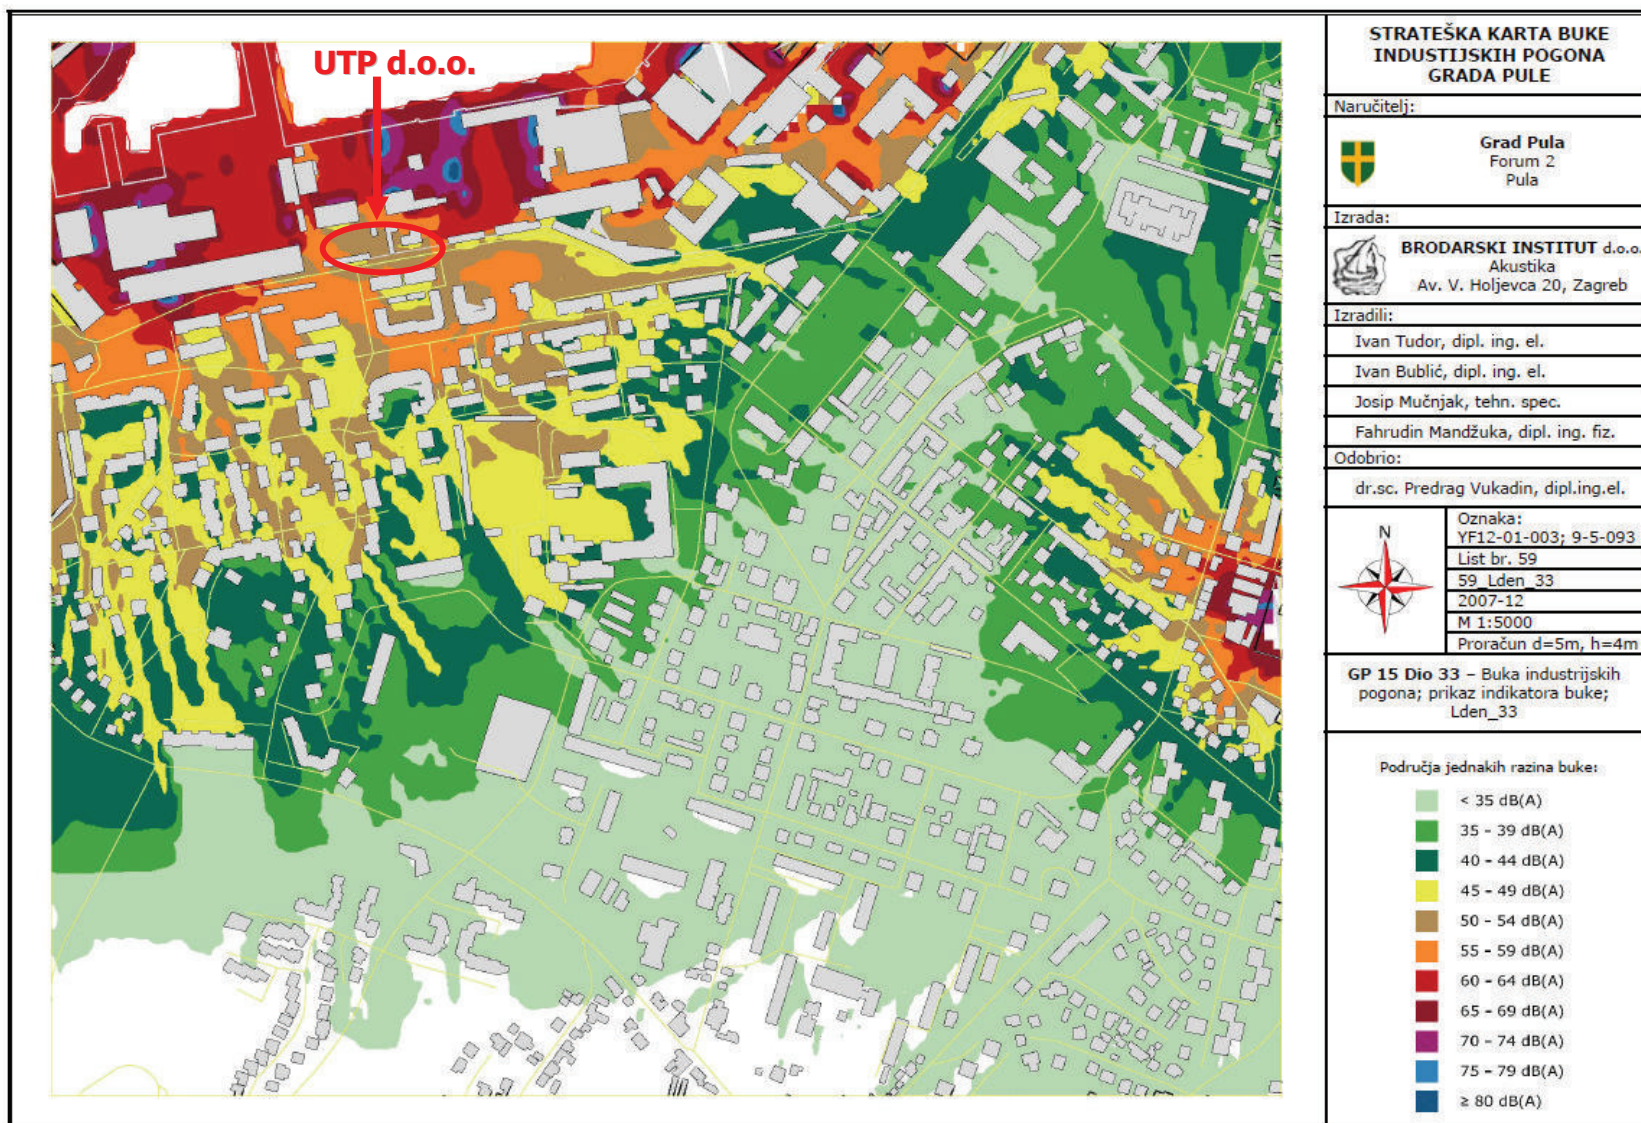 UTP d.o.o.
STRATEŠKA KARTA BUKE
INDUSTIJSKIH POGONA
GRADA PULE
Naručitelj:
Grad Pula
Forum 2
Pula
Izrada:
BRODARSKI INSTITUT d.o.o.
Akustika
Av. V. Holjevca 20, Zagreb
Izradili:
Ivan Tudor, dipl. ing. el.
Ivan Bublić, dipl. ing. el.
Josip Mučnjak, tehn. spec.
Fahrudin Mandžuka, dipl. ing. fiz.
Odobrio:
dr.sc. Predrag Vukadin, dipl.ing.el.
N
Oznaka:
YF12-01-003; 9-5-093
List br. 59
59_Lden_33
2007-12
M 1:5000
Proračun d=5m, h=4m
GP 15 Dio 33 – Buka industrijskih
pogona; prikaz indikatora buke;
Lden_33
Područja jednakih razina buke:
< 35 dB(A)
35 – 39 dB(A)
40 – 44 dB(A)
45 – 49 dB(A)
50 – 54 dB(A)
55 – 59 dB(A)
60 – 64 dB(A)
65 – 69 dB(A)
70 – 74 dB(A)
75 – 79 dB(A)
≥ 80 dB(A)